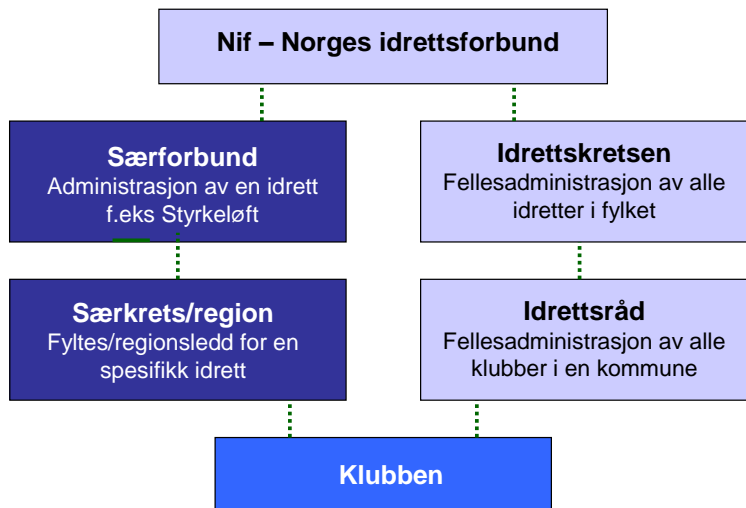 Nif – Norges idrettsforbund
Særforbund
Administrasjon av en idrett
f.eks Styrkeløft
Idrettskretsen
Fellesadministrasjon av alle
idretter i fylket
Særkrets/region
Fyltes/regionsledd for en
spesifikk idrett
Idrettsråd
Fellesadministrasjon av alle
klubber i en kommune
Klubben